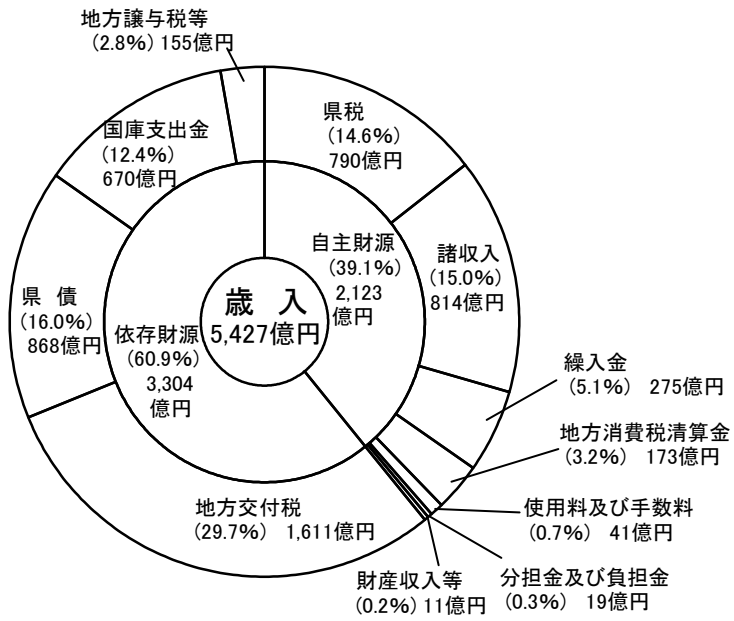 地方譲与税等
(2.8%) 155億円
国庫支出金
(12.4%)
670億円
県税
(14.6%)
790億円
自主財源
(39.1%)
2,123
億円
諸収入
(15.0%)
814億円
歳 入
5,427億円
県 債
(16.0%)
868億円
依存財源
(60.9%)
3,304
億円
繰入金
(5.1%) 275億円
地方消費税清算金
(3.2%) 173億円
地方交付税
(29.7%) 1,611億円
使用料及び手数料
(0.7%) 41億円
分担金及び負担金
(0.3%) 19億円
財産収入等
(0.2%) 11億円